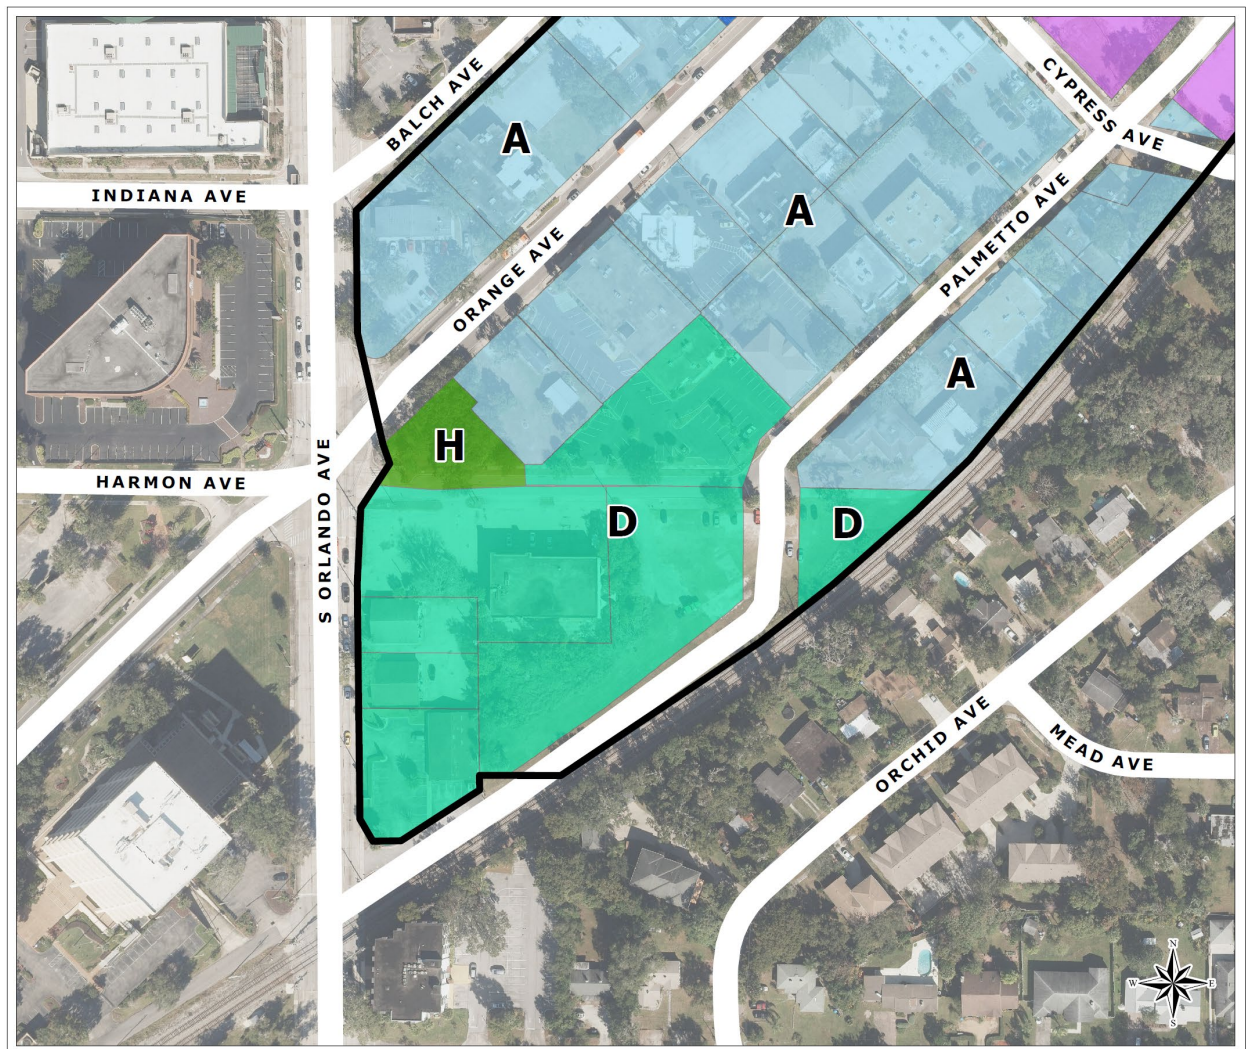 CYPRESS AVE
BALCH AVE
A
INDIANA AVE
A
PALMETTO AVE
ORANGE AVE
A
H
S ORLANDO AVE
HARMON AVE
D
D
ORCHID AVE
MEAD AVE
N
W
E
S